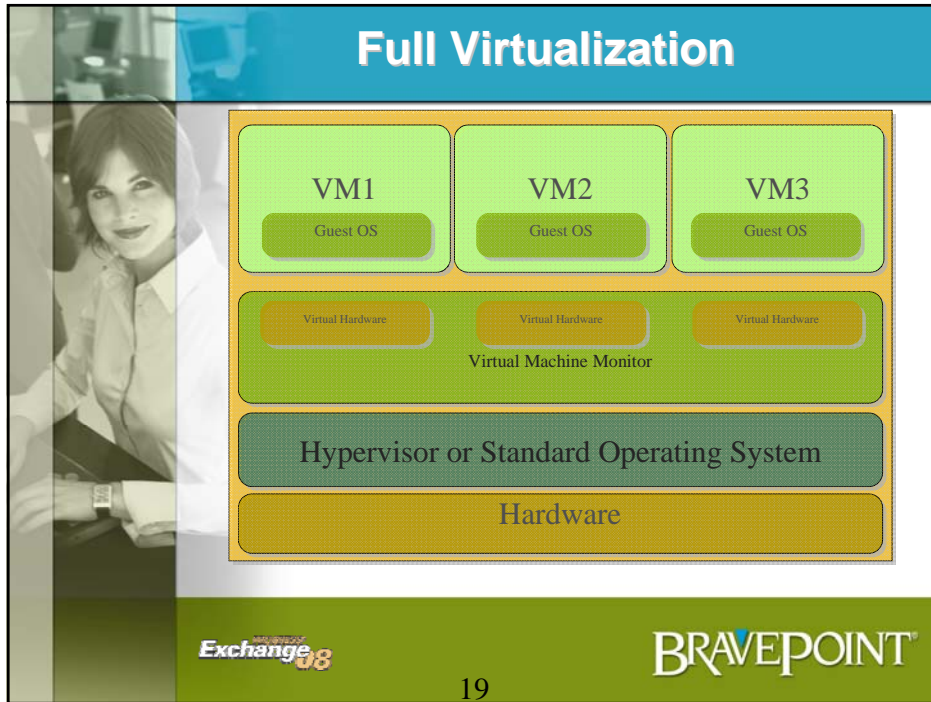 Full Virtualization
VM1 VM2 VM3
Guest OS Guest OS Guest OS
Virtual Hardware Virtual Hardware Virtual Hardware
Virtual Machine Monitor
Hypervisor or Standard Operating System
Hardware
Exchange 08
BRAVEPOINT®
19